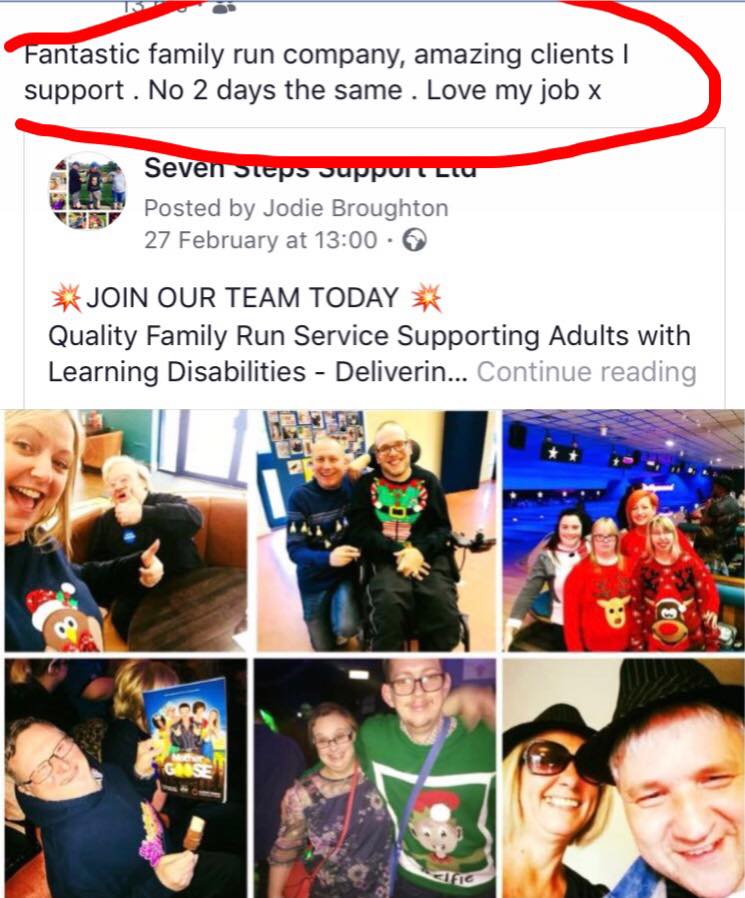 Fantastic family run company, amazing clients I
support . No 2 days the same . Love my job x
Seven Steps Support Ltd
Posted by Jodie Broughton
27 February at 13:00 ·
💥JOIN OUR TEAM TODAY 💥
Quality Family Run Service Supporting Adults with
Learning Disabilities - Deliverin... Continue reading
Mother
GOOSE